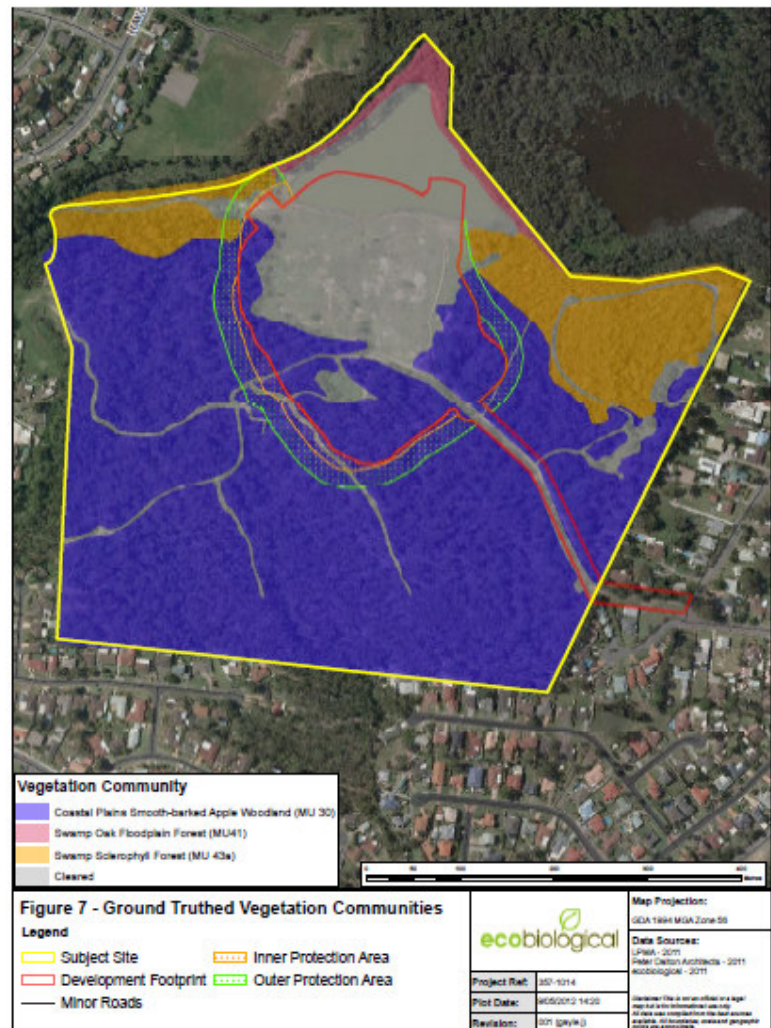 Vegetation Community
Coastal Plains Smooth-barked Apple Woodland (MU 30)
Swamp Oak Floodplain Forest (MU41)
Swamp Sclerophyll Forest (MU 43a)
Cleared
Figure 7 - Ground Truthed Vegetation Communities
Legend
Subject Site
Inner Protection Area
Development Footprint
Outer Protection Area
Minor Roads
ecobiological
Project Ref:
357-1014
Plot Date:
Revision:
Map Projection:
GDA 1994 MGA Zone 56
Data Sources:
2011
Peter Dalton Architects - 2011
ecobiological - 2011